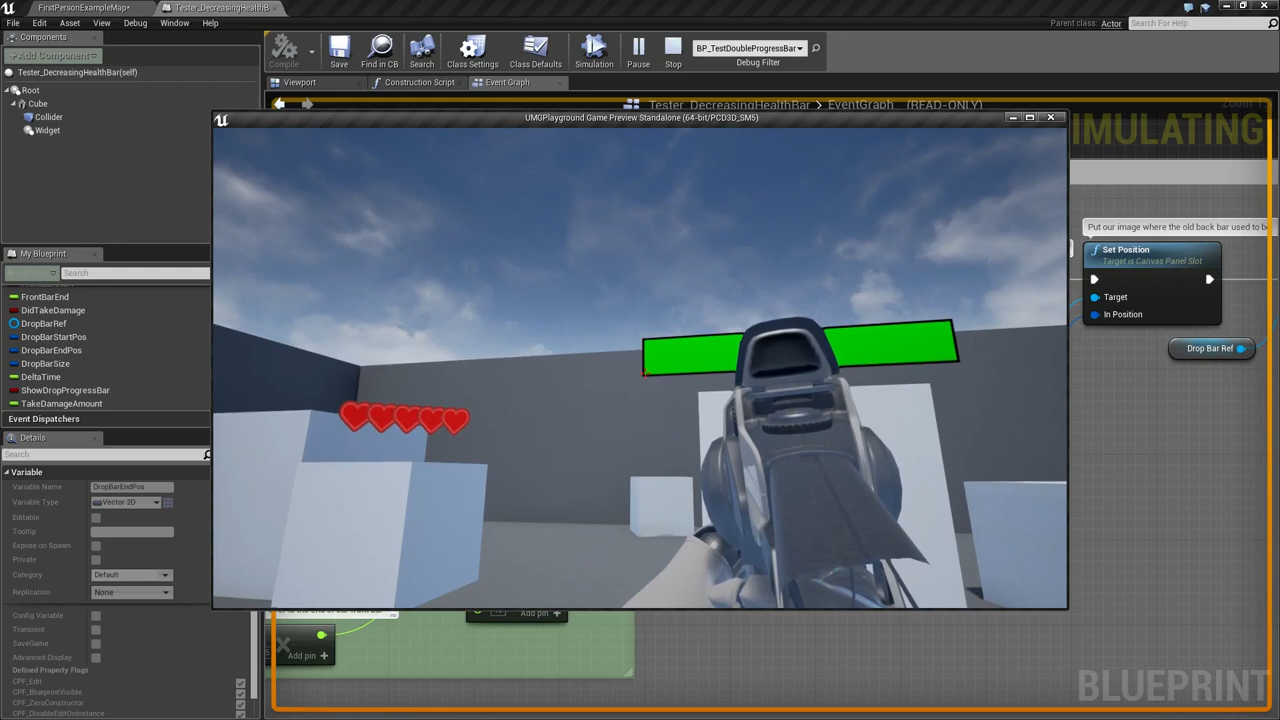 FirstPersonExampleMap*
Tester_DecreasingHealthB
File Edit Asset View Debug Window Help
Parent class: Actor
Search For Help
Components
Add Component
Tester_DecreasingHealthBar(self)
Root
Cube
Collider
Widget
Compile
Save
Find in CB
Search
Class Settings
Class Defaults
Simulation
Pause
Stop
BP_TestDoubleProgressBar
Debug Filter
Viewport
Construction Script
Event Graph
Tester_DecreasingHealthBar > EventGraph (READ-ONLY)
IMULATING
UMGPlayground Game Preview Standalone (64-bit/PCD3D_SM5)
Put our image where the old back bar used to be
Set Position
Target is Canvas Panel Slot
Target
In Position
Drop Bar Ref
My Blueprint
Search
FrontBarEnd
DidTakeDamage
DropBarRef
DropBarStartPos
DropBarEndPos
DropBarSize
DeltaTime
ShowDropProgressBar
TakeDamageAmount
Event Dispatchers
Details
Search
Variable
Variable Name DropBarEndPos
Variable Type Vector 2D
Editable
Tooltip
Expose on Spawn
Private
Category Default
Replication None
Config Variable
Transient
SaveGame
Advanced Display
Defined Property Flags
CPF_Edit
CPF_BlueprintVisible
CPF_ZeroConstructor
CPF_DisableEditOnInstance
Add pin
Add pin
BLUEPRINT